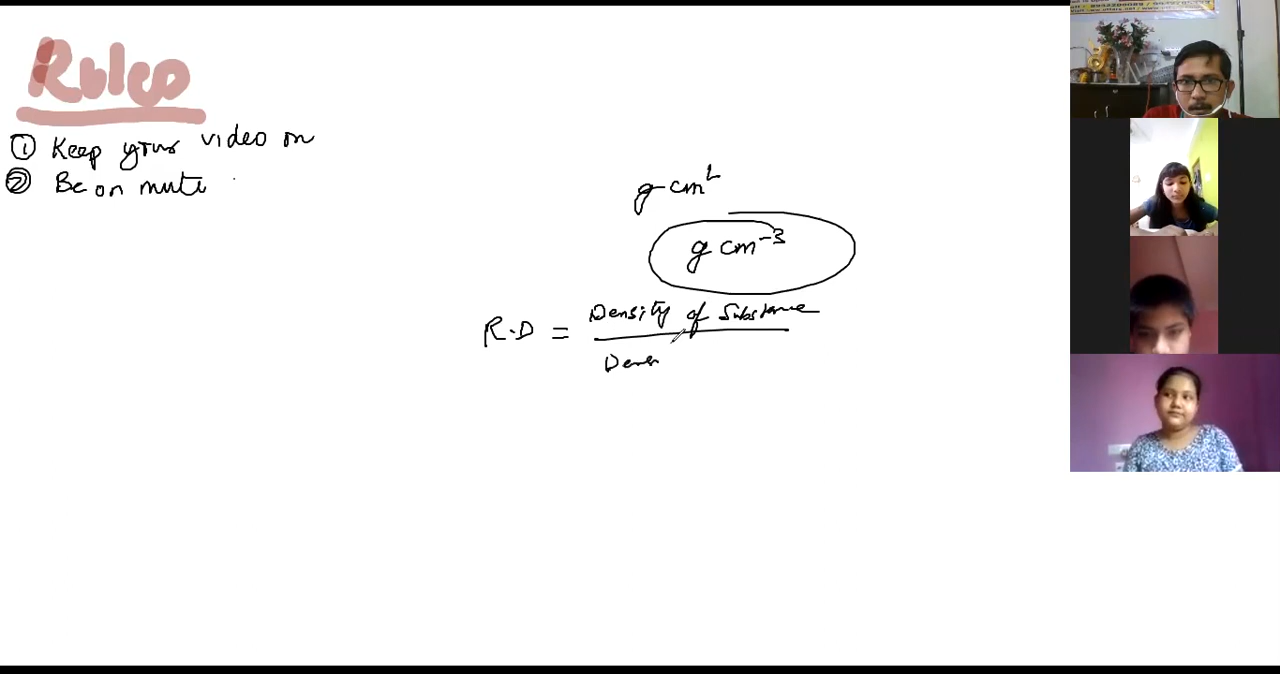 Rules
① Keep your video on
② Be on mute
g cm²
g cm⁻³
R.D = Density of Substance
Dens